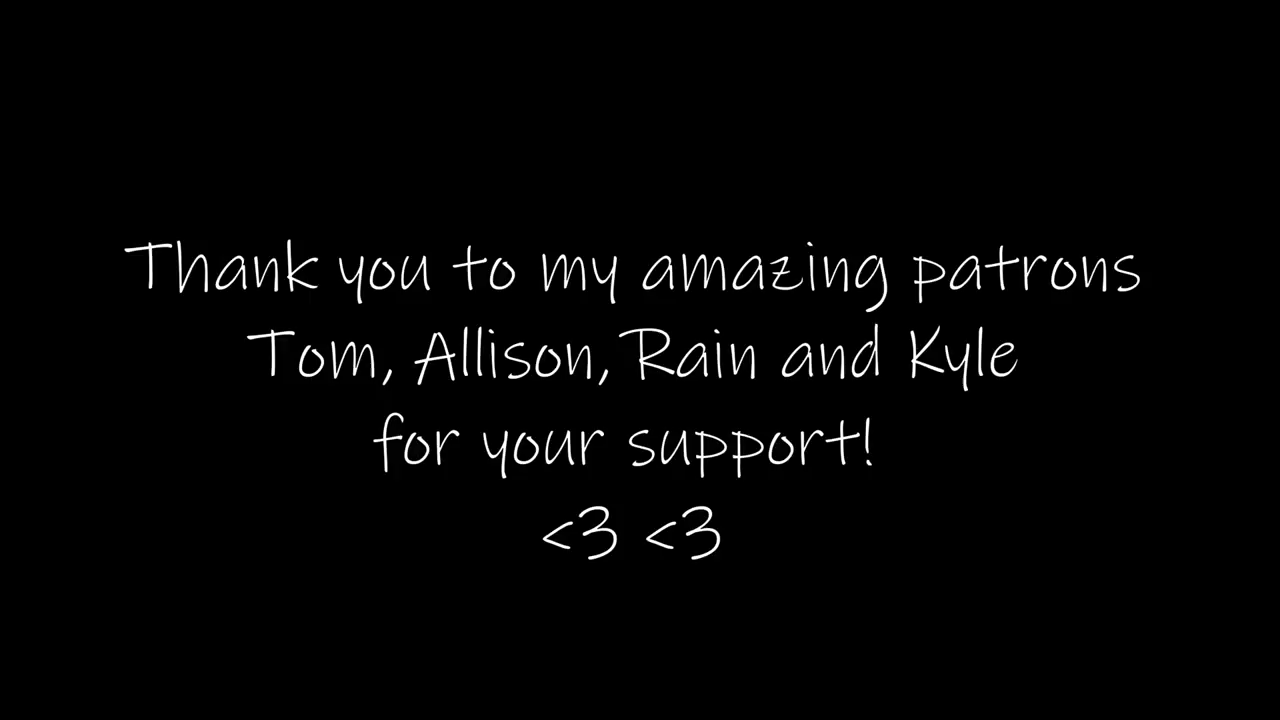 Thank you to my amazing patrons
Tom, Allison, Rain and Kyle
for your support!
<3 <3